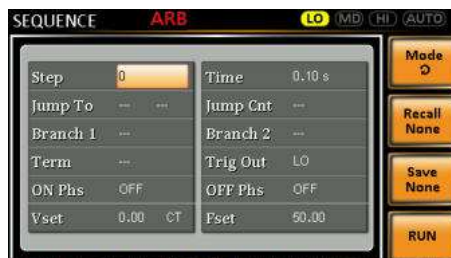 SEQUENCE ARB LO MD HI AUTO
Step 0 Time 0.10 s
Jump To --- --- Jump Cnt ---
Branch 1 --- Branch 2 ---
Term --- Trig Out LO
ON Phs OFF OFF Phs OFF
Vset 0.00 CT Fset 50.00
Mode
Recall
None
Save
None
RUN